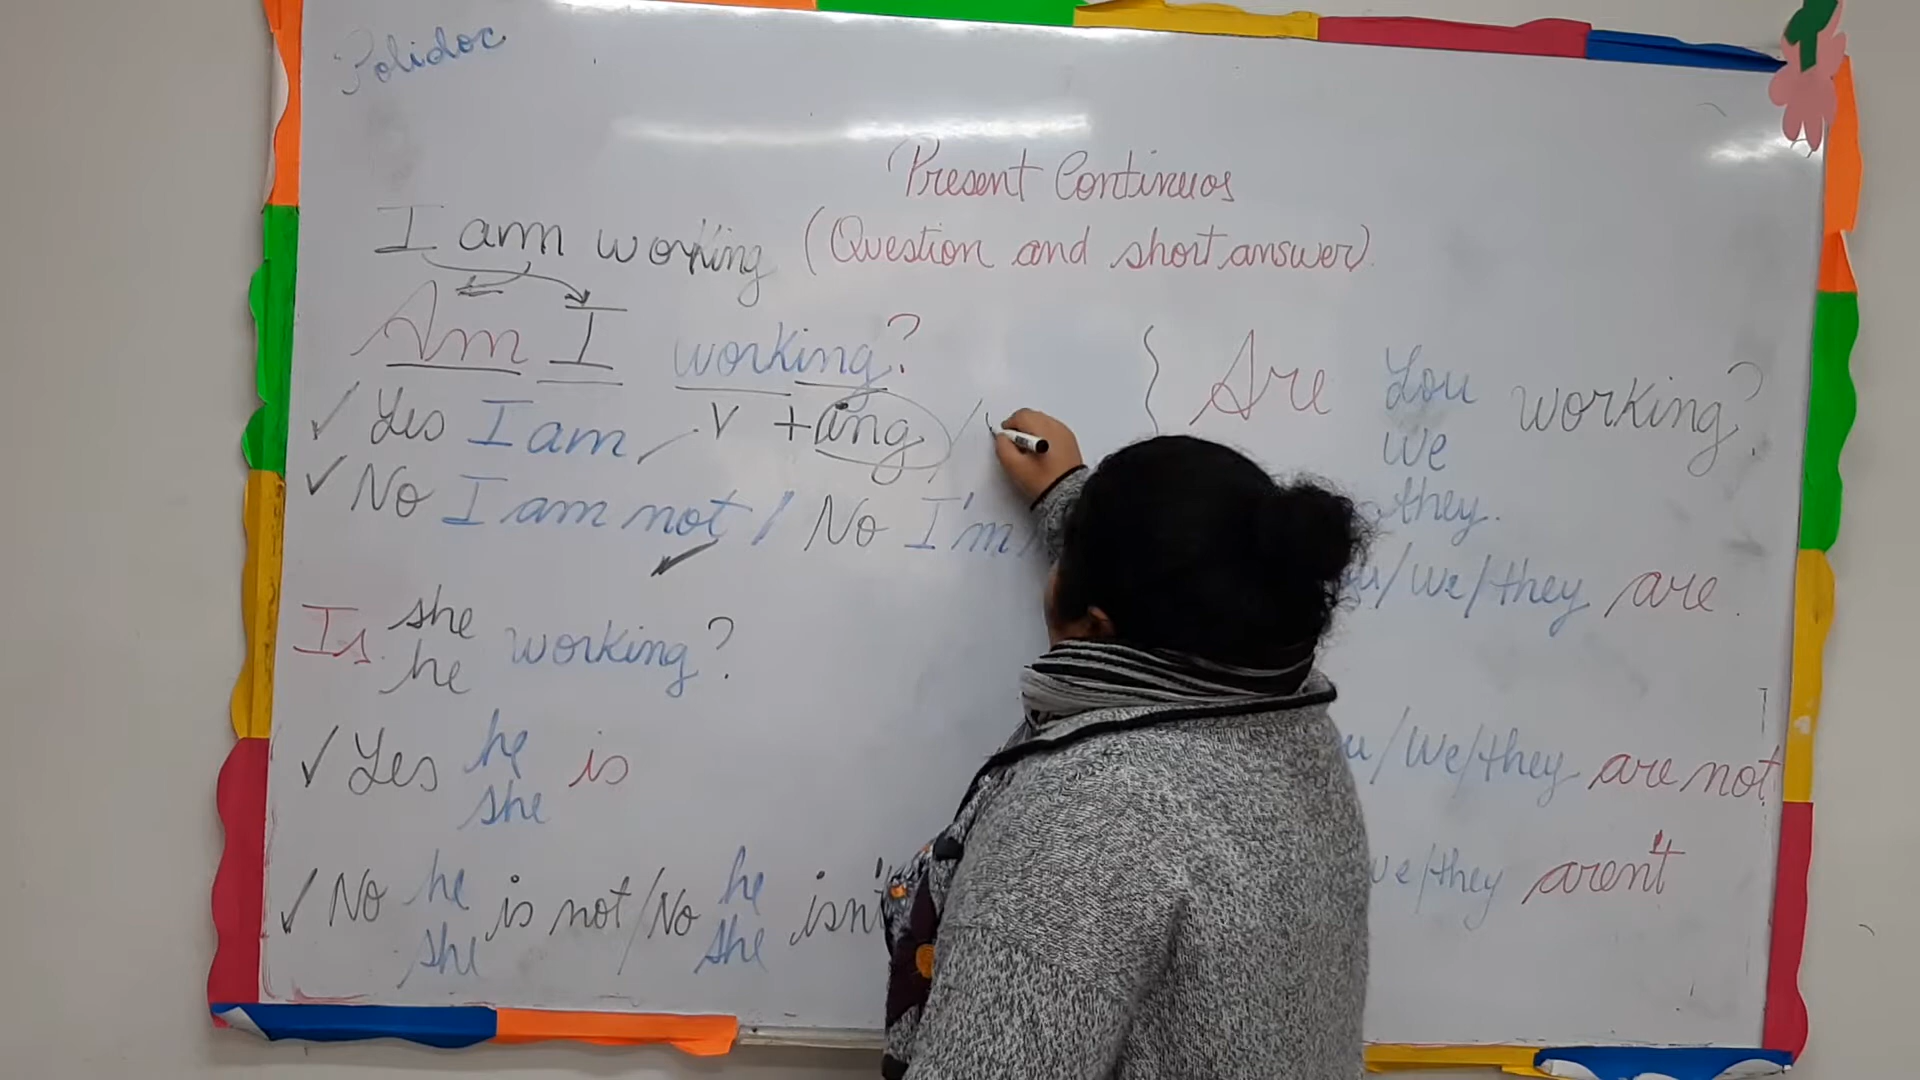 Polidoc
Present Continuos
I am working (Question and short answer).
Am I working?
✓ Yes I am / v + ing /
✓ No I am not / No I'm
Is she working?
he
✓ Yes he is
she
✓ No he is not / No he isn't
she she
Are you working?
we
they.
/we/they are.
/We/they are not
/they aren't